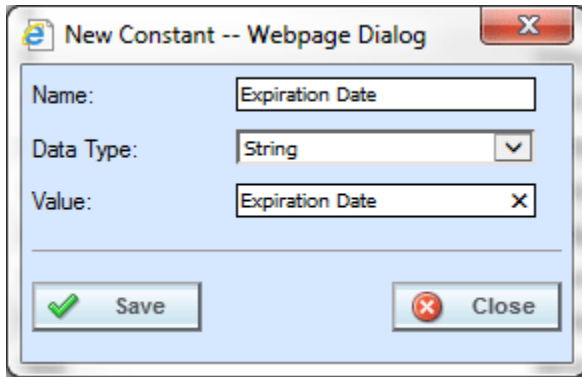 New Constant -- Webpage Dialog
Name: Expiration Date
Data Type: String
Value: Expiration Date
Save Close